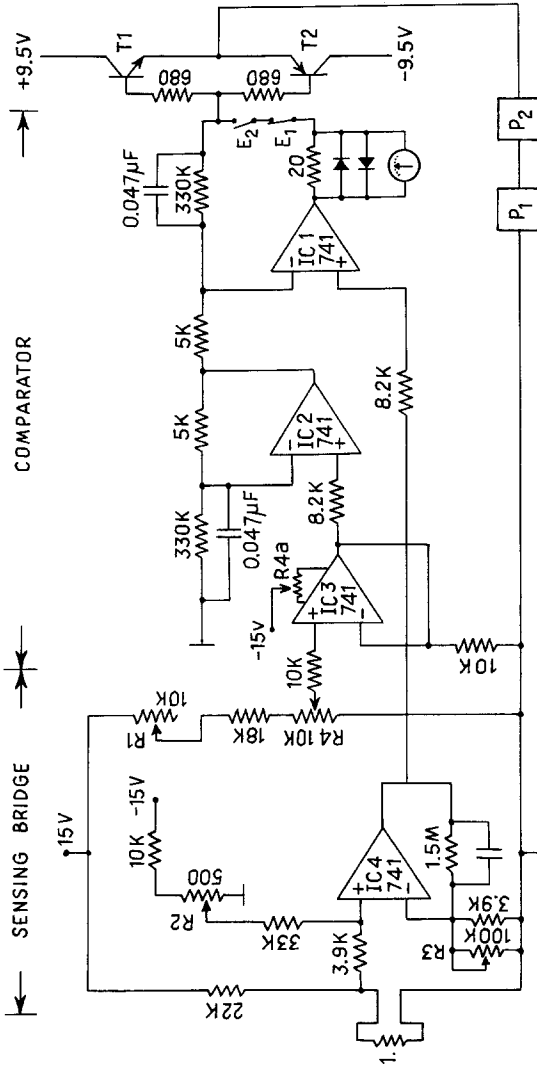 SENSING BRIDGE
COMPARATOR
15V
+9.5V
-9.5V
T1
T2
680
680
0.047µF
330K
E2
E1
20
IC1
741
-
+
5K
5K
8.2K
P1
P2
330K
0.047µF
IC2
741
-
+
8.2K
-15V
R4a
IC3
741
+
-
10K
10K
R1
10K
18K
R4 10K
-15V
10K
R2
500
33K
3.9K
22K
IC4
741
+
-
1.5W
3.9K
100K
R3
1.